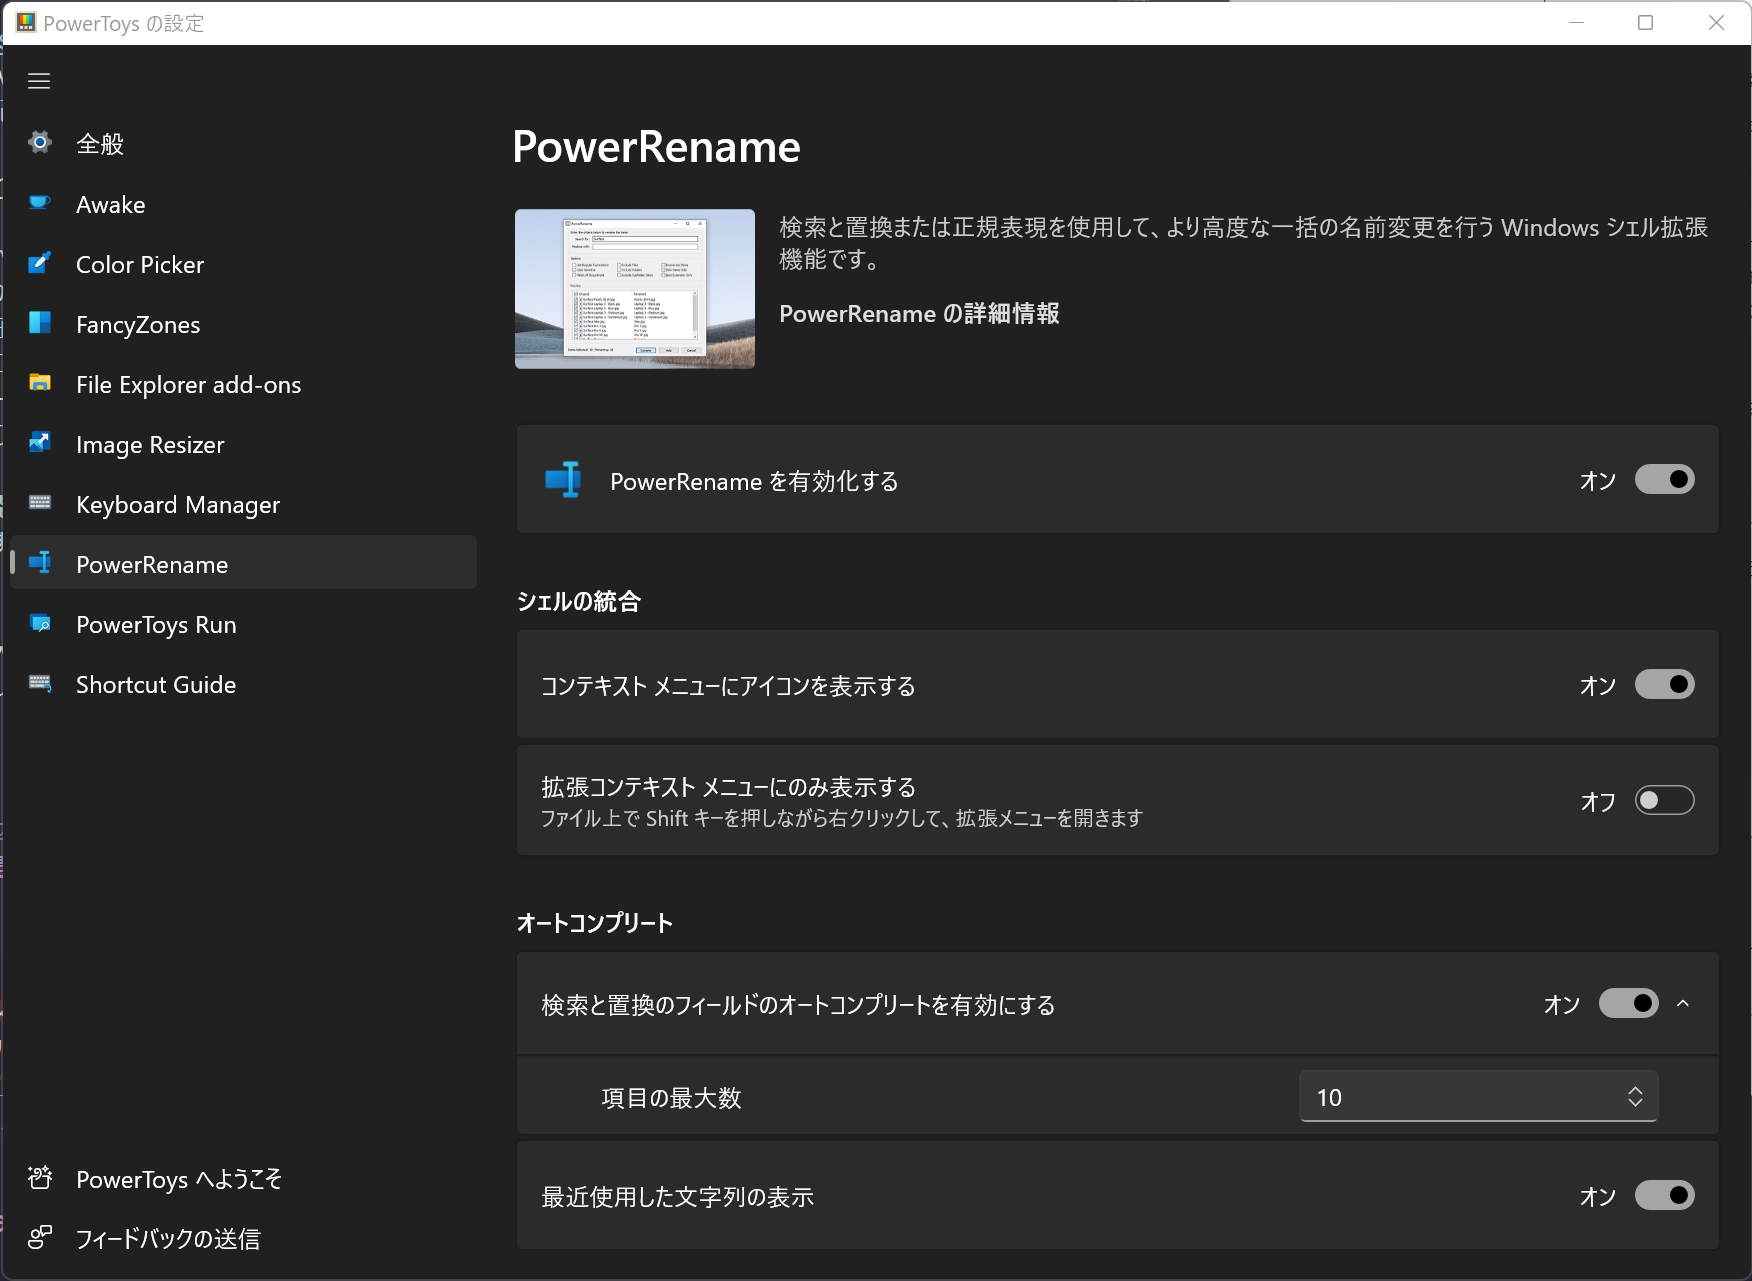 PowerToys の設定
全般
Awake
Color Picker
FancyZones
File Explorer add-ons
Image Resizer
Keyboard Manager
PowerRename
PowerToys Run
Shortcut Guide
PowerToys へようこそ
フィードバックの送信
PowerRename
検索と置換または正規表現を使用して、より高度な一括の名前変更を行う Windows シェル拡張
機能です。
PowerRename の詳細情報
PowerRename を有効化する
オン
シェルの統合
コンテキスト メニューにアイコンを表示する
オン
拡張コンテキスト メニューにのみ表示する
ファイル上で Shift キーを押しながら右クリックして、拡張メニューを開きます
オフ
オートコンプリート
検索と置換のフィールドのオートコンプリートを有効にする
オン
項目の最大数
10
最近使用した文字列の表示
オン